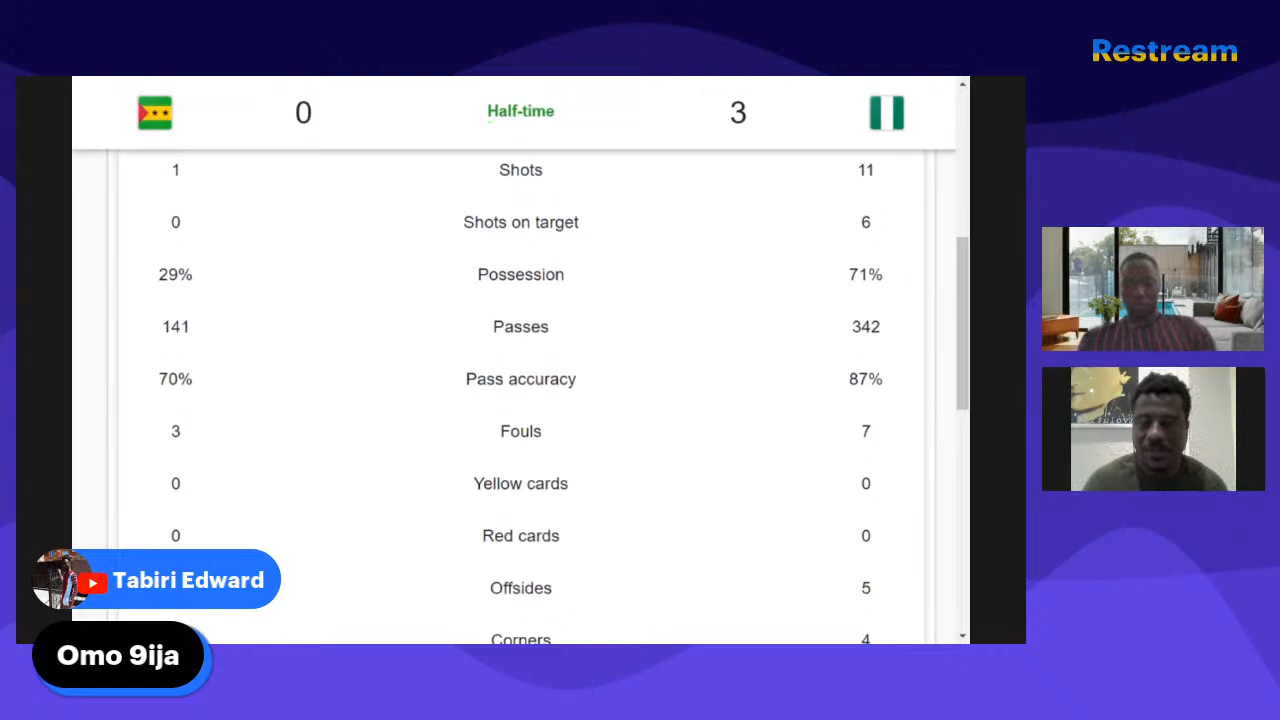 Restream
0 Half-time 3
1 Shots 11
0 Shots on target 6
29% Possession 71%
141 Passes 342
70% Pass accuracy 87%
3 Fouls 7
0 Yellow cards 0
0 Red cards 0
Offsides 5
Corners 4
Tabiri Edward
Omo 9ija